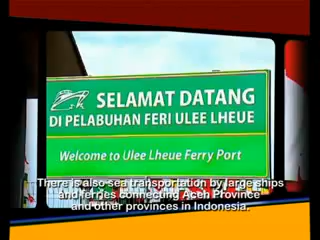 SELAMAT DATANG
DI PELABUHAN FERI ULEE LHEUE
Welcome to Ulee Lheue Ferry Port
There is also sea transportation by large ships
and ferries connecting Aceh Province
and other provinces in Indonesia.